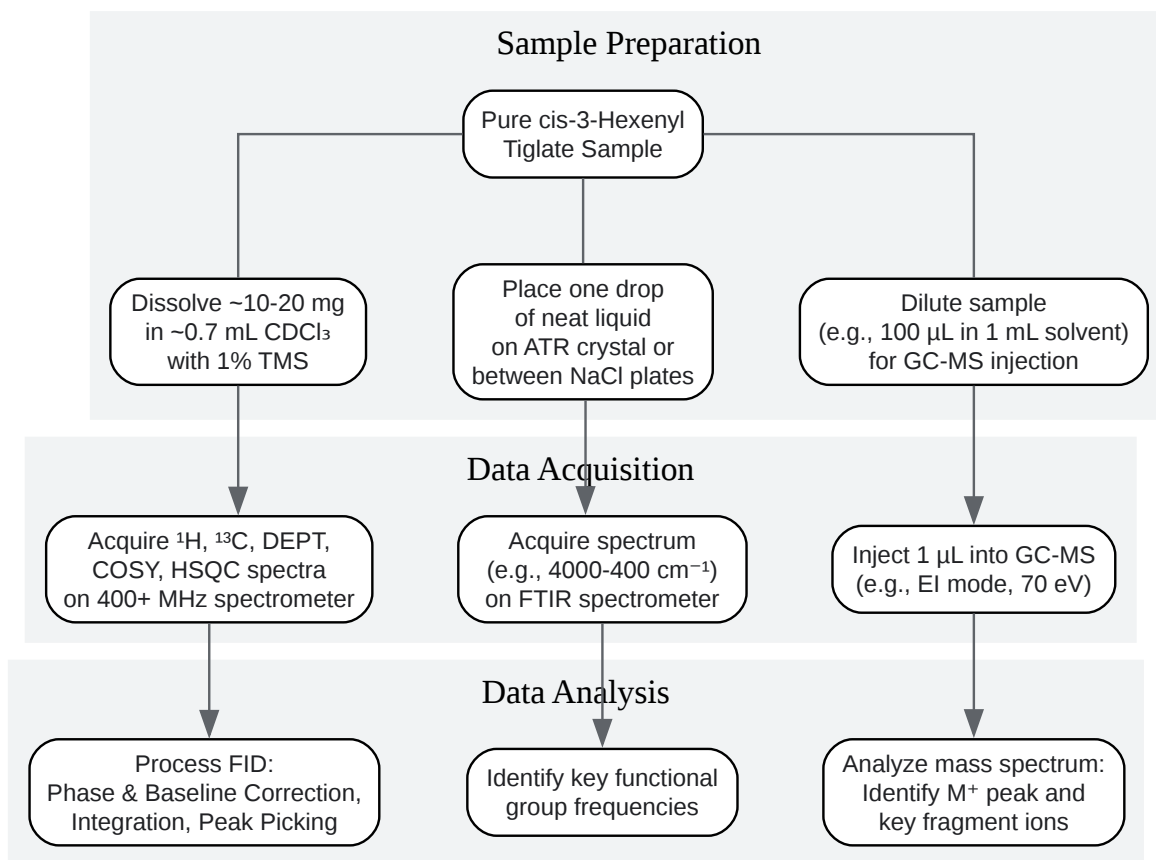 Sample Preparation
Pure cis-3-Hexenyl
Tiglate Sample
Dissolve ~10-20 mg
in ~0.7 mL CDCl₃
with 1% TMS
Place one drop
of neat liquid
on ATR crystal or
between NaCl plates
Dilute sample
(e.g., 100 µL in 1 mL solvent)
for GC-MS injection
Data Acquisition
Acquire ¹H, ¹³C, DEPT,
COSY, HSQC spectra
on 400+ MHz spectrometer
Acquire spectrum
(e.g., 4000-400 cm⁻¹)
on FTIR spectrometer
Inject 1 µL into GC-MS
(e.g., EI mode, 70 eV)
Data Analysis
Process FID:
Phase & Baseline Correction,
Integration, Peak Picking
Identify key functional
group frequencies
Analyze mass spectrum:
Identify M⁺ peak and
key fragment ions